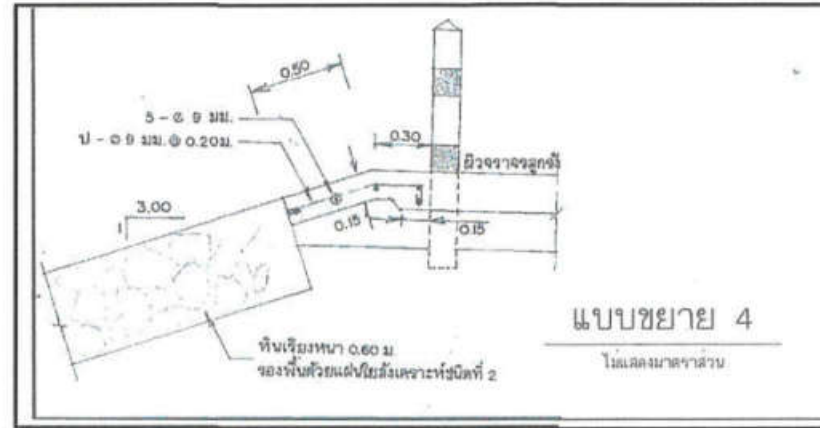 0.50
5 - ๘ 9 มม.
ป - ๘ 9 มม. @ 0.20ม.
0.30
ผิวจราจรลูกรัง
3.00
1
0.15
0.15
หินเรียงหนา 0.60 ม
รองพื้นด้วยแผ่นใยสังเคราะห์ชนิดที่ 2
แบบขยาย 4
ไม่แสดงมาตราส่วน